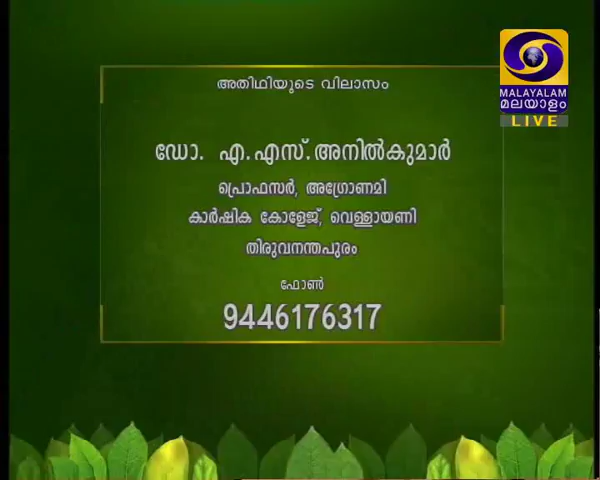 MALAYALAM
മലയാളം
LIVE
അതിഥിയുടെ വിലാസം
ഡോ. എ.എസ്.അനിൽകുമാർ
പ്രൊഫസർ, അഗ്രോണമി
കാർഷിക കോളേജ്, വെള്ളായണി
തിരുവനന്തപുരം
ഫോൺ
9446176317